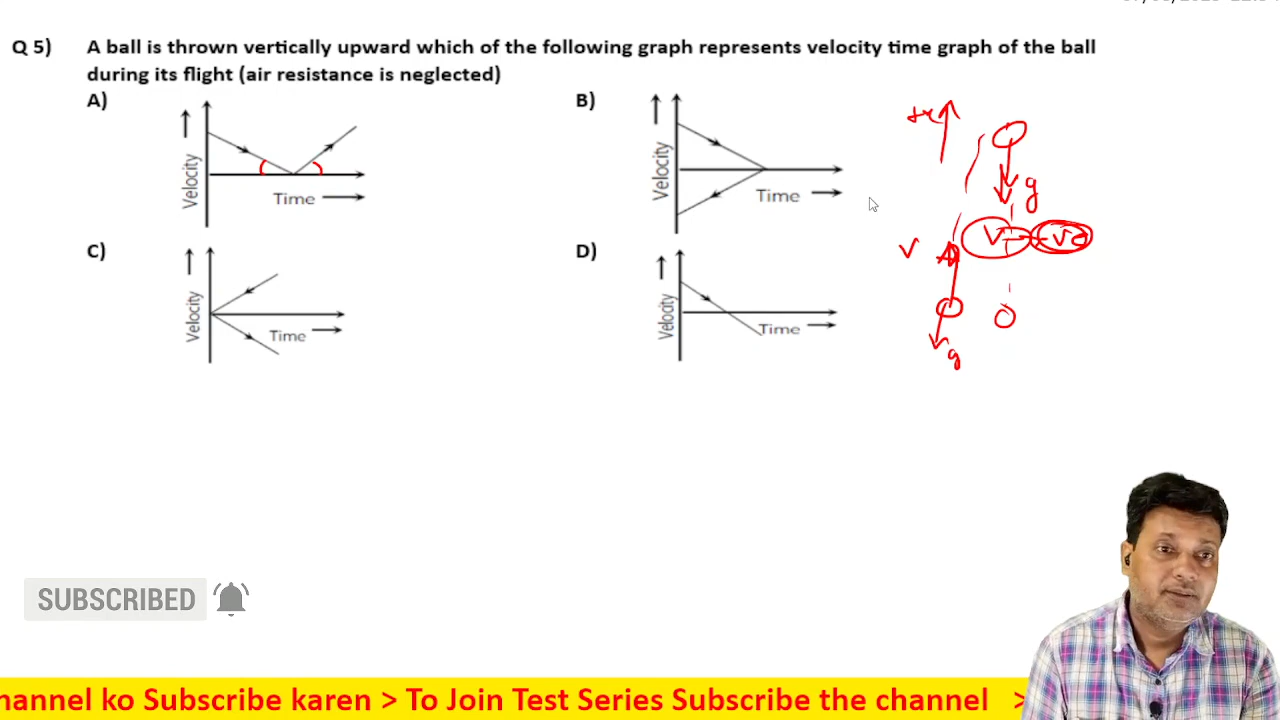 Q 5) A ball is thrown vertically upward which of the following graph represents velocity time graph of the ball
during its flight (air resistance is neglected)
A)
Velocity
Time
B)
Velocity
Time
C)
Velocity
Time
D)
Velocity
Time
g
V
g
SUBSCRIBED
hannel ko Subscribe karen > To Join Test Series Subscribe the channel >